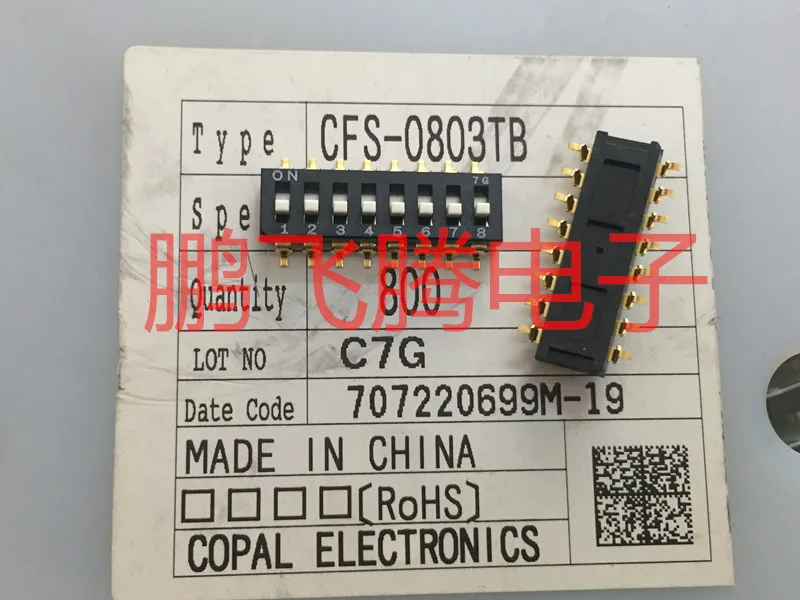 Type CFS-0803TB
ON 7G
Spe
1 2 3 4 5 6 7 8
鹏飞腾电子
Quantity 800
LOT NO C7G
Date Code 707220699M-19
MADE IN CHINA
□□□□(RoHS)
COPAL ELECTRONICS